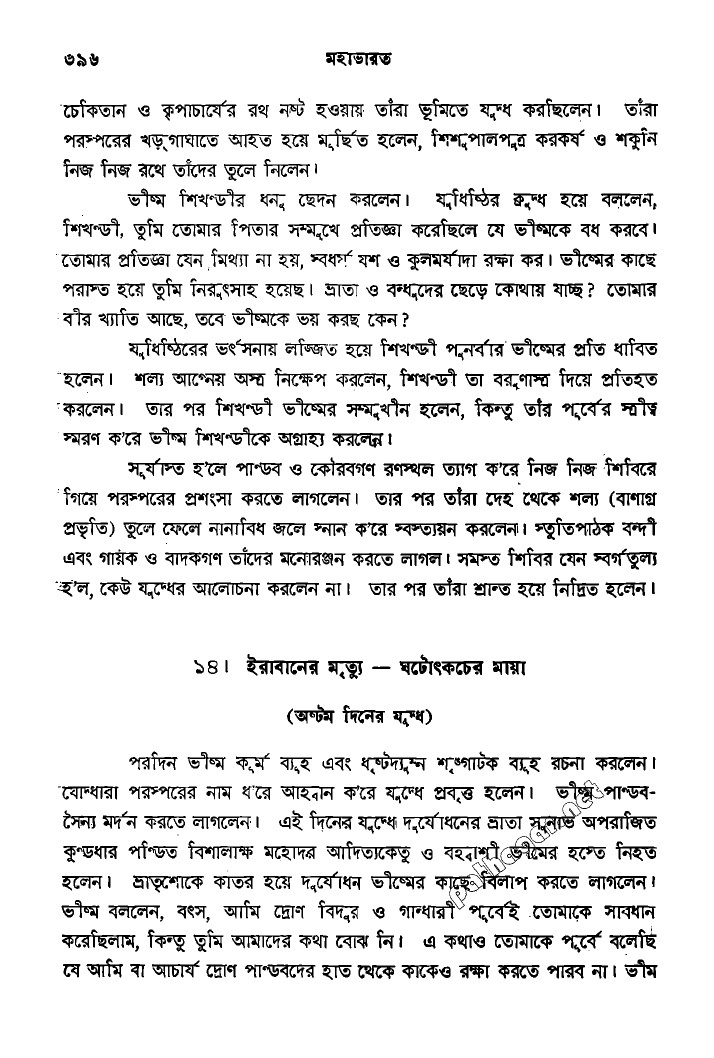 ৩৯৬ মহাভারত
চেকিতান ও কৃপাচার্যের রথ নষ্ট হওয়ায় তাঁরা ভূমিতে যুদ্ধ করছিলেন। তাঁরা
পরস্পরের খড়্‌গাঘাতে আহত হয়ে মূর্ছিত হলেন, শিশুপালপুত্র করকর্ষ ও শকুনি
নিজ নিজ রথে তাঁদের তুলে নিলেন।
ভীষ্ম শিখণ্ডীর ধনু ছেদন করলেন। যুধিষ্ঠির ক্রুদ্ধ হয়ে বললেন,
শিখণ্ডী, তুমি তোমার পিতার সম্মুখে প্রতিজ্ঞা করেছিলে যে ভীষ্মকে বধ করবে।
তোমার প্রতিজ্ঞা যেন মিথ্যা না হয়, স্বধর্ম যশ ও কুলমর্যাদা রক্ষা কর। ভীষ্মের কাছে
পরাস্ত হয়ে তুমি নিরুৎসাহ হয়েছ। ভ্রাতা ও বন্ধুদের ছেড়ে কোথায় যাচ্ছ? তোমার
বীর খ্যাতি আছে, তবে ভীষ্মকে ভয় করছ কেন?
যুধিষ্ঠিরের ভর্ৎসনায় লজ্জিত হয়ে শিখণ্ডী পুনর্বার ভীষ্মের প্রতি ধাবিত
হলেন। শল্য আগ্নেয় অস্ত্র নিক্ষেপ করলেন, শিখণ্ডী তা বরুণাস্ত্র দিয়ে প্রতিহত
করলেন। তার পর শিখণ্ডী ভীষ্মের সম্মুখীন হলেন, কিন্তু তাঁর পূর্বের স্ত্রীত্ব
স্মরণ ক'রে ভীষ্ম শিখণ্ডীকে অগ্রাহ্য করলেন।
সূর্যাস্ত হ'লে পাণ্ডব ও কৌরবগণ রণস্থল ত্যাগ ক'রে নিজ নিজ শিবিরে
গিয়ে পরস্পরের প্রশংসা করতে লাগলেন। তার পর তাঁরা দেহ থেকে শল্য (বাণাগ্র
প্রভৃতি) তুলে ফেলে নানাবিধ জলে স্নান ক'রে স্বস্ত্যয়ন করলেন। স্তুতিপাঠক বন্দী
এবং গায়ক ও বাদকগণ তাঁদের মনোরঞ্জন করতে লাগল। সমস্ত শিবির যেন স্বর্গতুল্য
হ'ল, কেউ যুদ্ধের আলোচনা করলেন না। তার পর তাঁরা শ্রান্ত হয়ে নিদ্রিত হলেন।
১৪। ইরাবানের মৃত্যু — ঘটোৎকচের মায়া
(অষ্টম দিনের যুদ্ধ)
পরদিন ভীষ্ম কূর্ম ব্যূহ এবং ধৃষ্টদ্যুম্ন শৃঙ্গাটক ব্যূহ রচনা করলেন।
যোদ্ধারা পরস্পরের নাম ধ'রে আহ্বান ক'রে যুদ্ধে প্রবৃত্ত হলেন। ভীষ্ম পাণ্ডব-
সৈন্য মর্দন করতে লাগলেন। এই দিনের যুদ্ধে দুর্যোধনের ভ্রাতা সুনাভ অপরাজিত
কুণ্ডধার পণ্ডিত বিশালাক্ষ মহোদর আদিত্যকেতু ও বহ্বাশী ভীমের হস্তে নিহত
হলেন। ভ্রাতৃশোকে কাতর হয়ে দুর্যোধন ভীষ্মের কাছে বিলাপ করতে লাগলেন।
ভীষ্ম বললেন, বৎস, আমি দ্রোণ বিদুর ও গান্ধারী পূর্বেই তোমাকে সাবধান
করেছিলাম, কিন্তু তুমি আমাদের কথা বোঝ নি। এ কথাও তোমাকে পূর্বে বলেছি
যে আমি বা আচার্য দ্রোণ পাণ্ডবদের হাত থেকে কাকেও রক্ষা করতে পারব না। ভীম